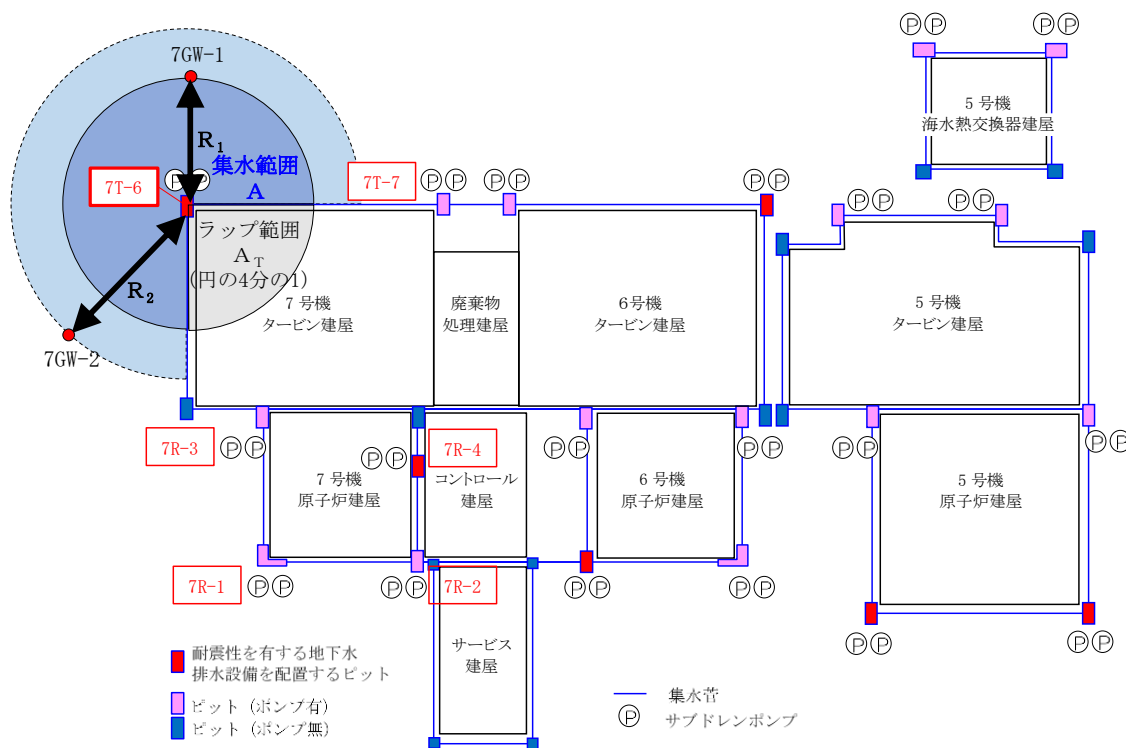 ⓅⓅ ⓅⓅ
7GW-1
5号機
海水熱交換器建屋
R₁
集水範囲
A
7T-6
ⓅⓅ
7T-7
ⓅⓅ ⓅⓅ
ⓅⓅ
ⓅⓅ ⓅⓅ
ラップ範囲
A_T
(円の4分の1)
R₂
7GW-2
7号機
タービン建屋
廃棄物
処理建屋
6号機
タービン建屋
5号機
タービン建屋
7R-3
ⓅⓅ
ⓅⓅ
7R-4
ⓅⓅ
ⓅⓅ
ⓅⓅ
ⓅⓅ
7号機
原子炉建屋
コントロール
建屋
6号機
原子炉建屋
5号機
原子炉建屋
7R-1
ⓅⓅ
ⓅⓅ
7R-2
ⓅⓅ
ⓅⓅ
ⓅⓅ
ⓅⓅ
サービス
建屋
耐震性を有する地下水
排水設備を配置するピット
ピット (ポンプ有)
ピット (ポンプ無)
集水菅
Ⓟ サブドレンポンプ